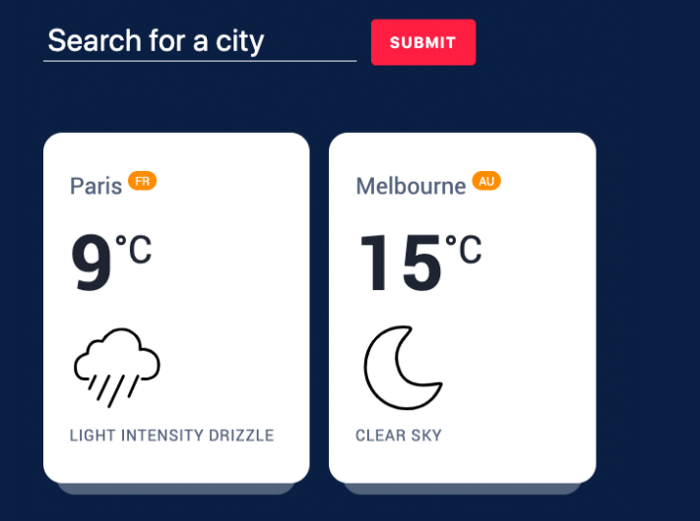 Search for a city
SUBMIT
Paris FR
9°C
LIGHT INTENSITY DRIZZLE
Melbourne AU
15°C
CLEAR SKY